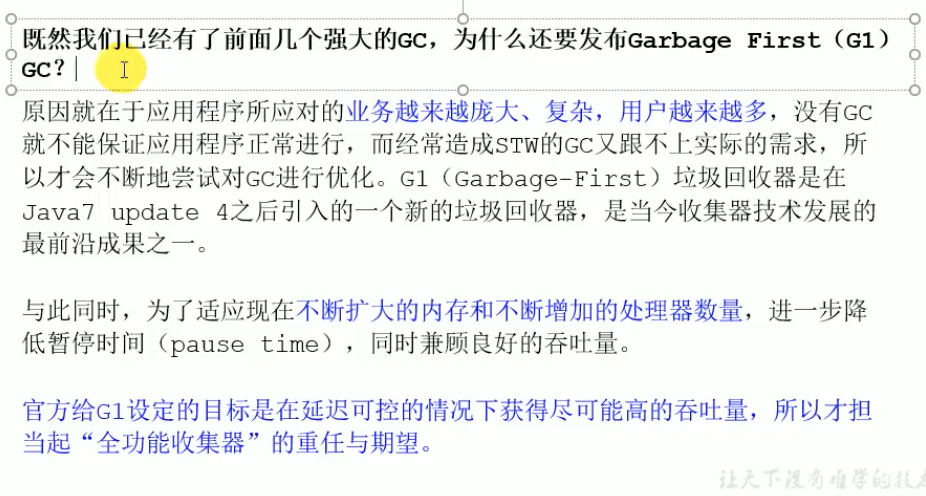 既然我们已经有了前面几个强大的GC，为什么还要发布Garbage First（G1）
GC？
原因就在于应用程序所应对的业务越来越庞大、复杂，用户越来越多，没有GC
就不能保证应用程序正常进行，而经常造成STW的GC又跟不上实际的需求，所
以才会不断地尝试对GC进行优化。G1（Garbage-First）垃圾回收器是在
Java7 update 4之后引入的一个新的垃圾回收器，是当今收集器技术发展的
最前沿成果之一。
与此同时，为了适应现在不断扩大的内存和不断增加的处理器数量，进一步降
低暂停时间（pause time），同时兼顾良好的吞吐量。
官方给G1设定的目标是在延迟可控的情况下获得尽可能高的吞吐量，所以才担
当起“全功能收集器”的重任与期望。
让天下没有难学的技